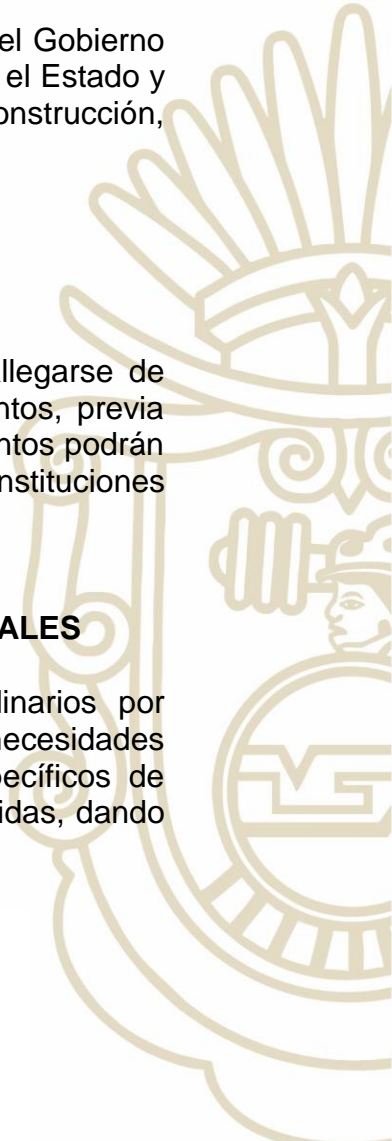 el Gobierno
el Estado y
onstrucción,
llegarse de
ntos, previa
ntos podrán
nstituciones
ALES
dinarios por
necesidades
pecíficos de
idas, dando